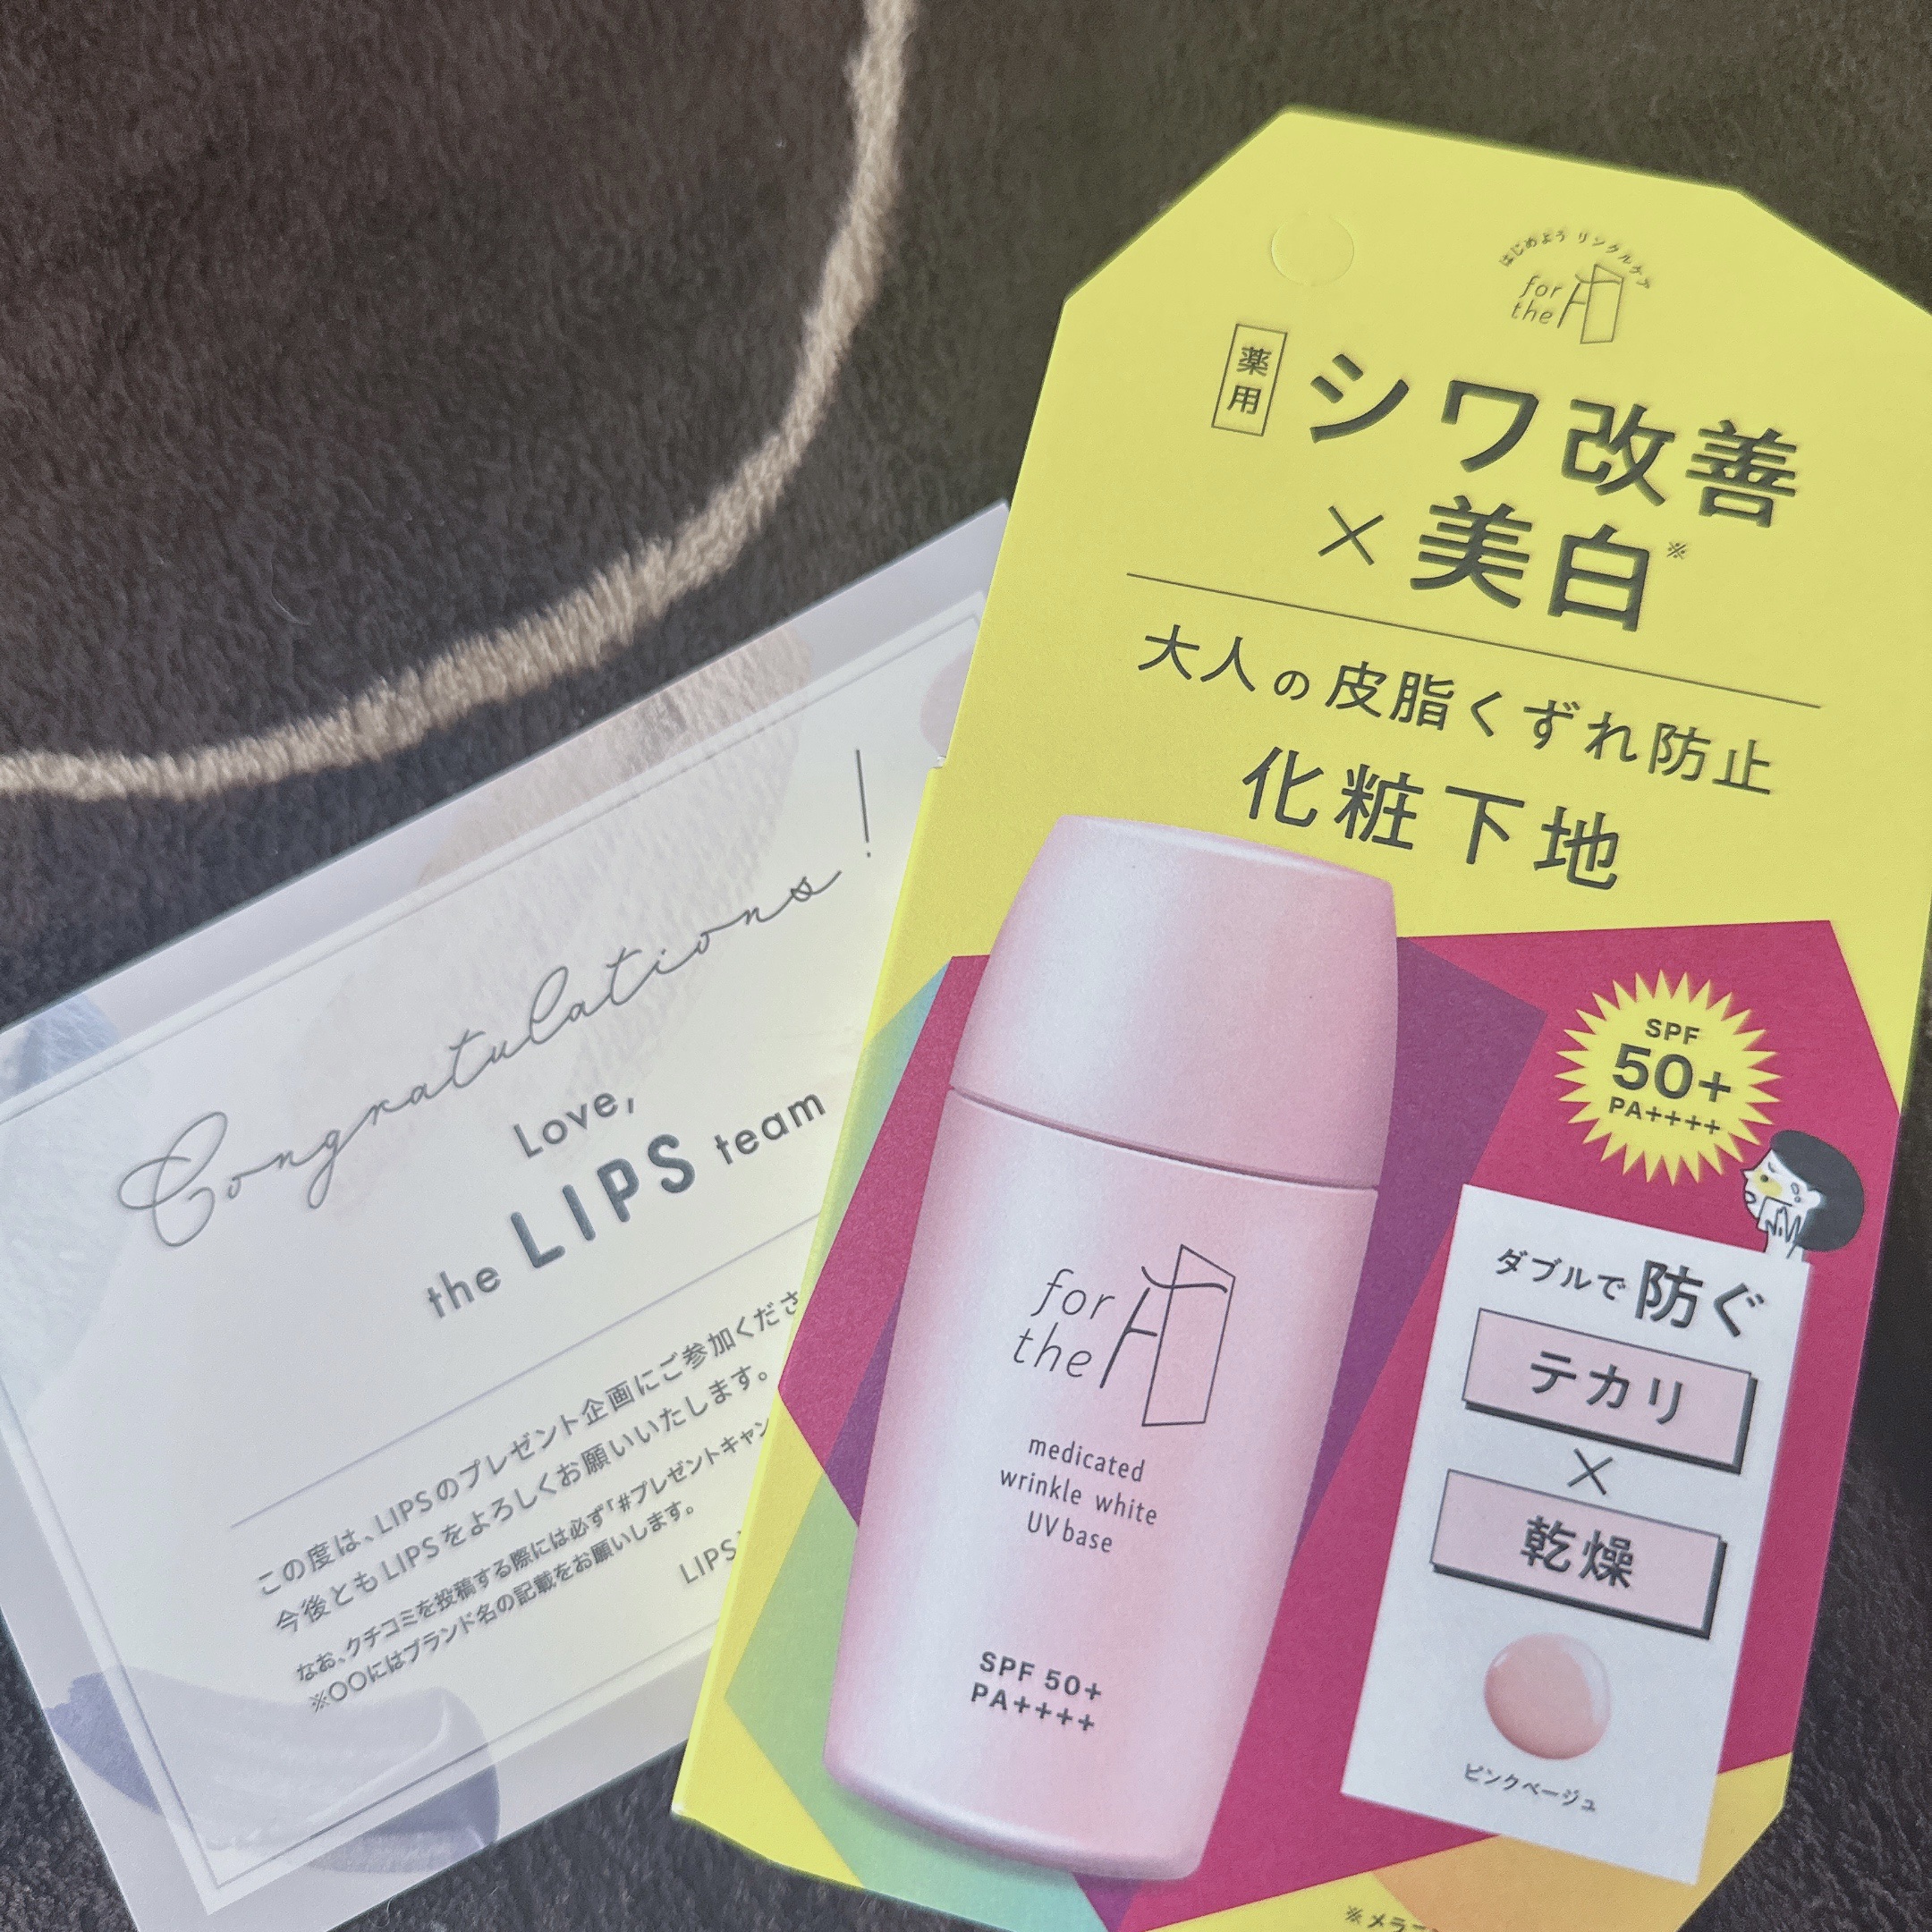 Congratulations!
Love,
the LIPS team
この度は、LIPSのプレゼント企画にご参加くださ
今後ともLIPSをよろしくお願いいたします。
なお、クチコミを投稿する際には必ず「#プレゼントキャン
※〇〇にはブランド名の記載をお願いします。
LIPS
はじめよう リンクルケア
for
the
薬用
シワ改善
×美白※
大人の皮脂くずれ防止
化粧下地
SPF
50+
PA++++
ダブルで防ぐ
テカリ
×
乾燥
ピンクベージュ
for
the
medicated
wrinkle white
UV base
SPF 50+
PA++++
※メラ